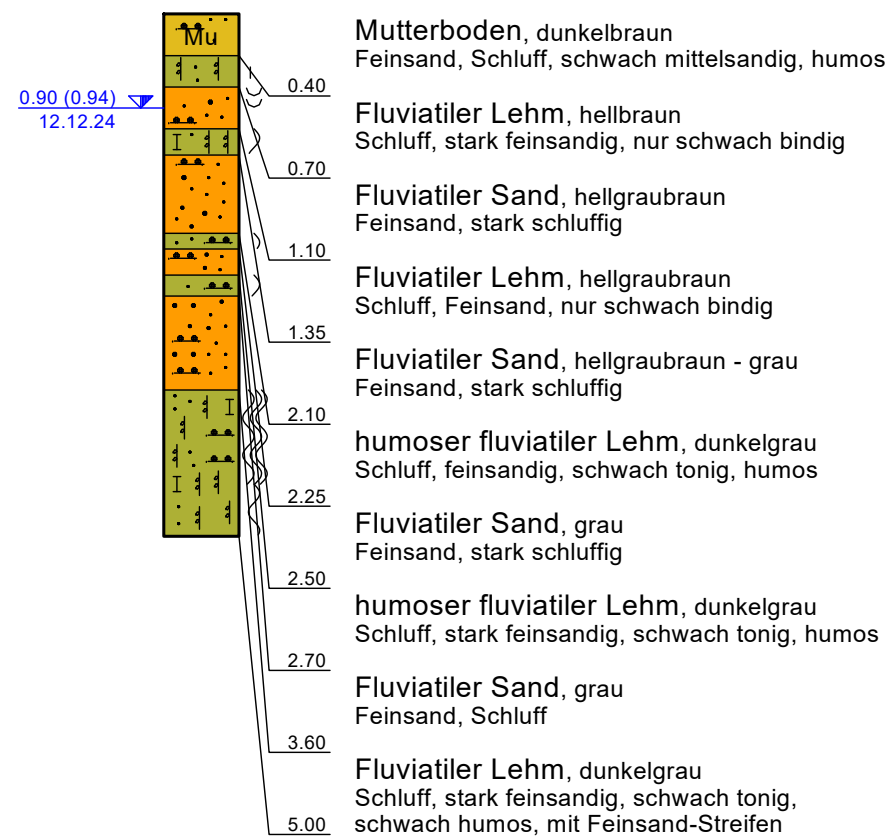 Mu
Mutterboden, dunkelbraun
Feinsand, Schluff, schwach mittelsandig, humos
0.40
0.90 (0.94)
12.12.24
Fluviatiler Lehm, hellbraun
Schluff, stark feinsandig, nur schwach bindig
0.70
Fluviatiler Sand, hellgraubraun
Feinsand, stark schluffig
1.10
Fluviatiler Lehm, hellgraubraun
Schluff, Feinsand, nur schwach bindig
1.35
Fluviatiler Sand, hellgraubraun - grau
Feinsand, stark schluffig
2.10
humoser fluviatiler Lehm, dunkelgrau
Schluff, feinsandig, schwach tonig, humos
2.25
Fluviatiler Sand, grau
Feinsand, stark schluffig
2.50
humoser fluviatiler Lehm, dunkelgrau
Schluff, stark feinsandig, schwach tonig, humos
2.70
Fluviatiler Sand, grau
Feinsand, Schluff
3.60
Fluviatiler Lehm, dunkelgrau
Schluff, stark feinsandig, schwach tonig,
schwach humos, mit Feinsand-Streifen
5.00